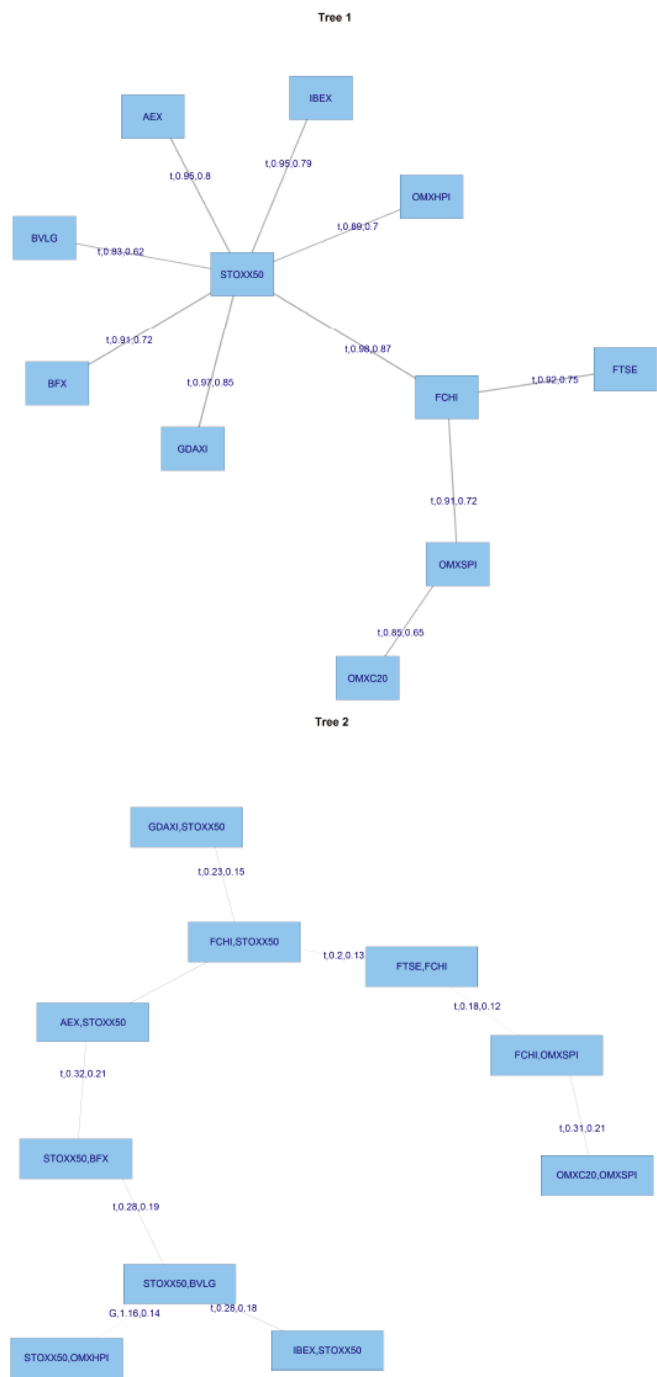 Tree 1
IBEX
AEX
t,0.95,0.79
t,0.95,0.8
OMXHPI
t,0.89,0.7
BVLG
t,0.83,0.62
STOXX50
t,0.91,0.72
t,0.98,0.87
FTSE
t,0.92,0.75
BFX
t,0.97,0.85
FCHI
GDAXI
t,0.91,0.72
OMXSPI
t,0.85,0.65
OMXC20
Tree 2
GDAXI,STOXX50
t,0.23,0.15
FCHI,STOXX50
t,0.2,0.13
FTSE,FCHI
t,0.18,0.12
AEX,STOXX50
FCHI,OMXSPI
t,0.32,0.21
t,0.31,0.21
STOXX50,BFX
OMXC20,OMXSPI
t,0.28,0.19
STOXX50,BVLG
G,1.16,0.14
t,0.28,0.18
STOXX50,OMXHPI
IBEX,STOXX50